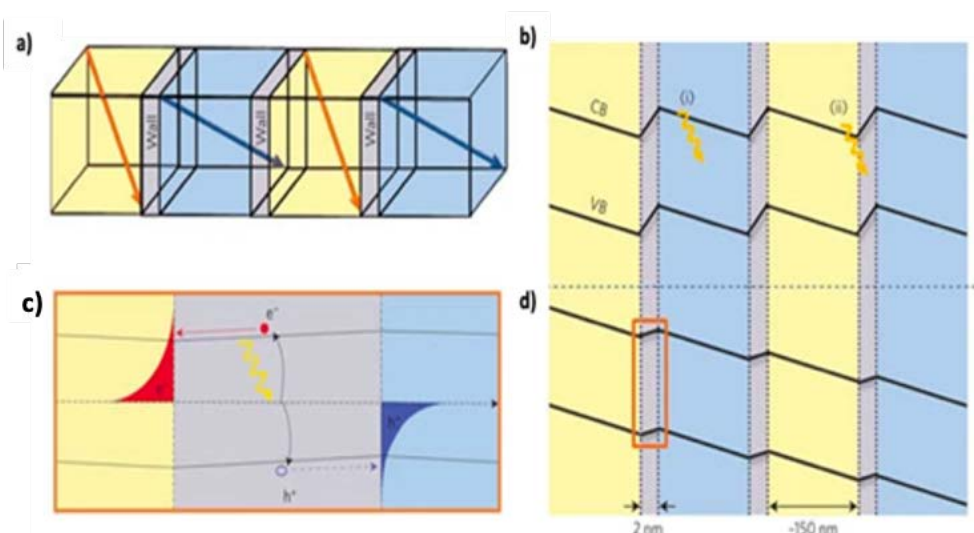 a)
Wall
Wall
Wall
b)
CB
(i)
(ii)
VB
c)
e⁻
h⁺
d)
2 nm
~150 nm